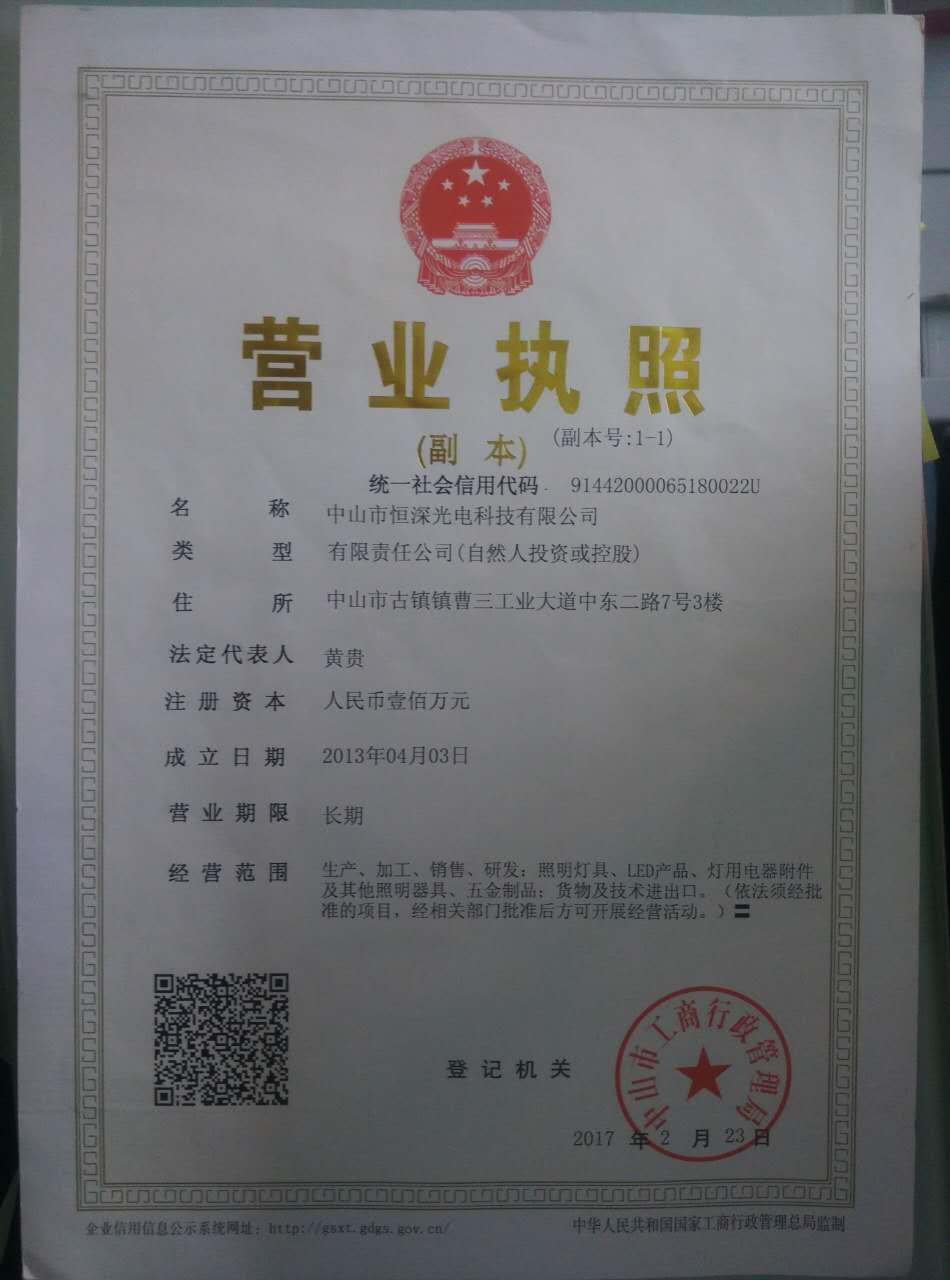 营业执照
(副 本) (副本号:1-1)
统一社会信用代码 91442000065180022U
名 称 中山市恒深光电科技有限公司
类 型 有限责任公司(自然人投资或控股)
住 所 中山市古镇镇曹三工业大道中东二路7号3楼
法定代表人 黄贵
注册资本 人民币壹佰万元
成立日期 2013年04月03日
营业期限 长期
经营范围 生产、加工、销售、研发：照明灯具、LED产品、灯用电器附件
及其他照明器具、五金制品；货物及技术进出口。（依法须经批
准的项目，经相关部门批准后方可开展经营活动。）〓
中山市工商行政管理局
登记机关
2017 年 2 月 23 日
企业信用信息公示系统网址：http://gsxt.gdgs.gov.cn/ 中华人民共和国国家工商行政管理总局监制